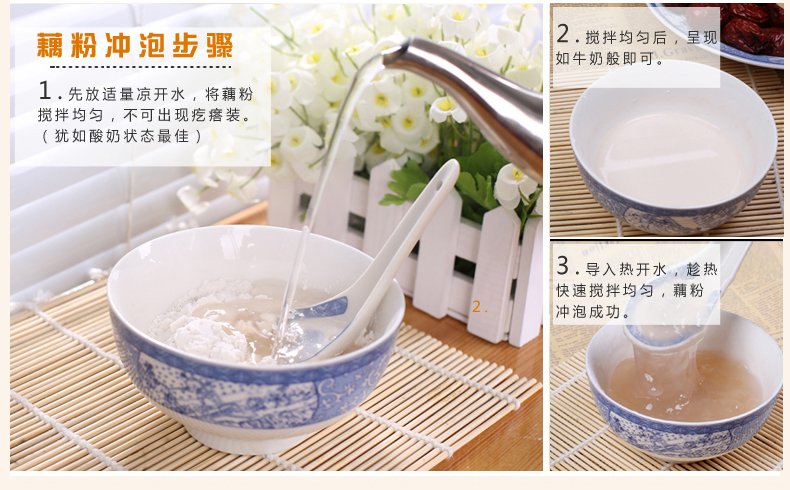 藕粉冲泡步骤
1.先放适量凉开水，将藕粉
搅拌均匀，不可出现疙瘩装。
（犹如酸奶状态最佳）
2.
2.搅拌均匀后，呈现
如牛奶般即可。
3.导入热开水，趁热
快速搅拌均匀，藕粉
冲泡成功。